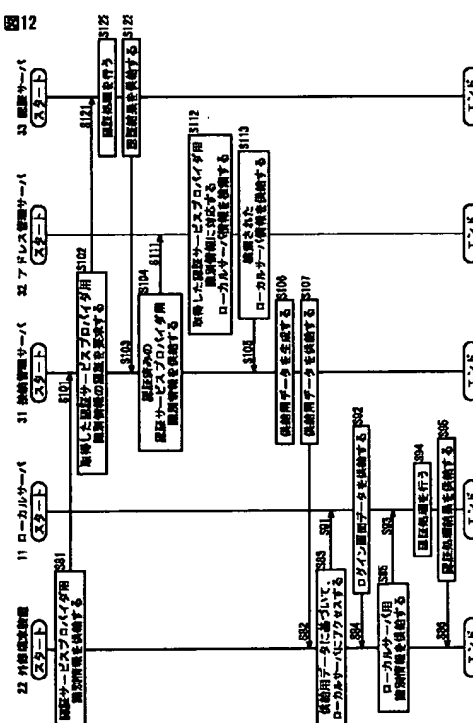 図12
22 外部端末装置
スタート
認証サービスプロバイダ用
識別情報を供給する
S81
S82
供給用データに基づいて、
ローカルサーバにアクセスする
S83
S84
ローカルサーバ用
識別情報を供給する
S85
S86
エンド
11 ローカルサーバ
スタート
S91
ログイン画面データを供給する
S92
S93
認証処理を行う
S94
認証処理結果を供給する
S95
エンド
31 接続管理サーバ
スタート
S101
取得した認証サービスプロバイダ用
識別情報の認証を要求する
S102
S103
認証済みの
認証サービスプロバイダ用
識別情報を供給する
S104
S105
供給用データを生成する
S106
供給用データを供給する
S107
エンド
32 アドレス管理サーバ
スタート
S111
取得した認証サービスプロバイダ用
識別情報に対応する
ローカルサーバ情報を検索する
S112
検索された
ローカルサーバ情報を供給する
S113
エンド
33 認証サーバ
スタート
S121
認証処理を行う
S122
認証結果を供給する
S123
エンド